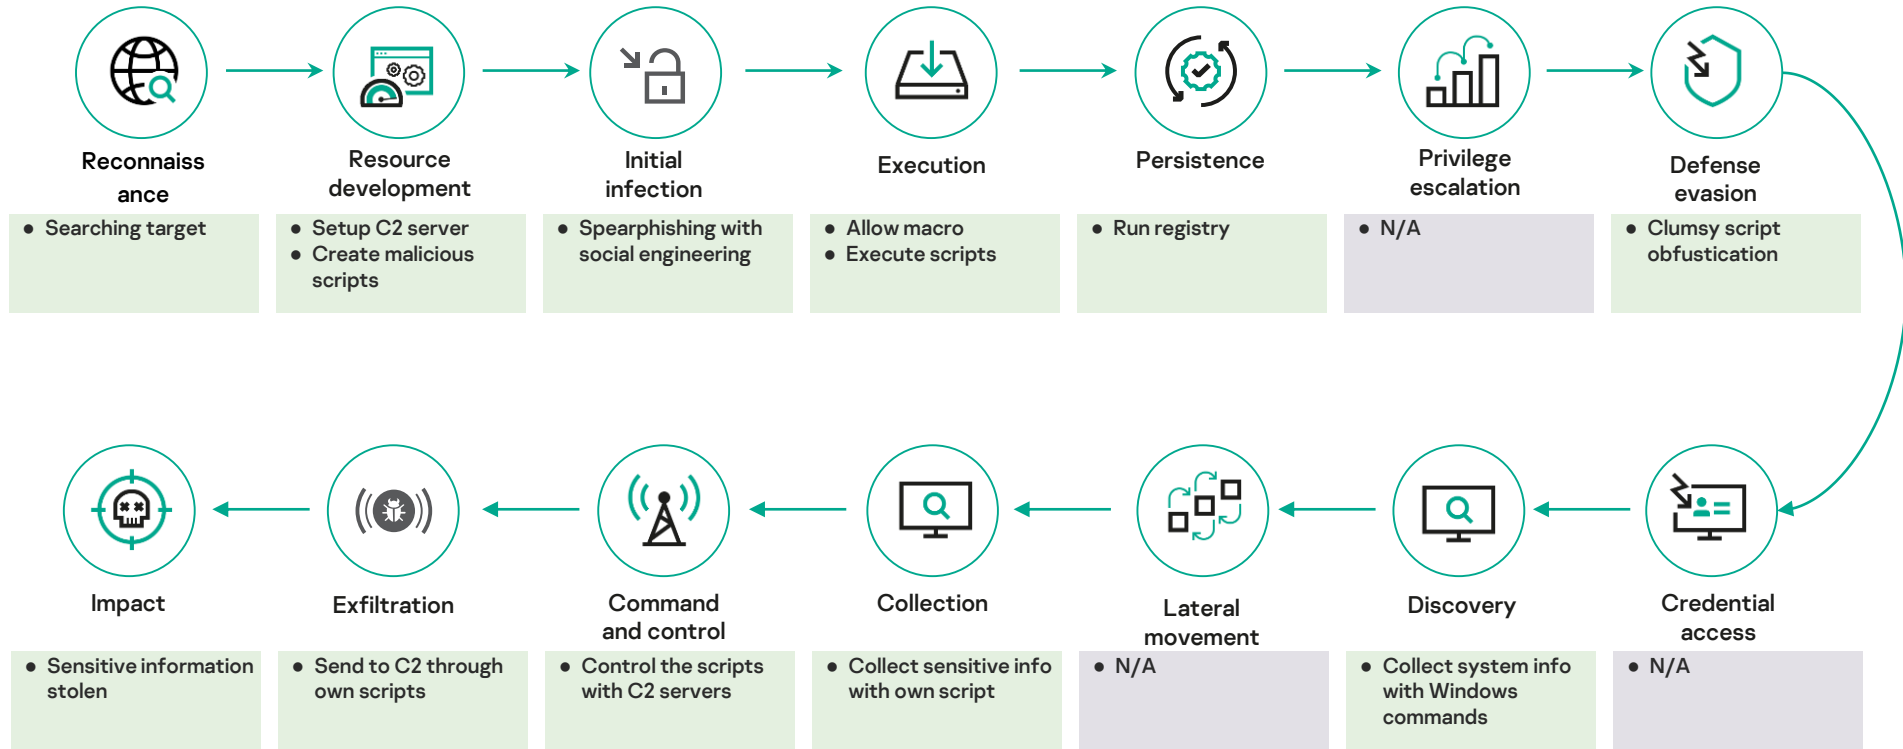 Reconnaiss
ance
Resource
development
Initial
infection
Execution
Persistence
Privilege
escalation
Defense
evasion
● Searching target
● Setup C2 server
● Create malicious
scripts
● Spearphishing with
social engineering
● Allow macro
● Execute scripts
● Run registry
● N/A
● Clumsy script
obfustication
Impact
Exfiltration
Command
and control
Collection
Lateral
movement
Discovery
Credential
access
● Sensitive information
stolen
● Send to C2 through
own scripts
● Control the scripts
with C2 servers
● Collect sensitive info
with own script
● N/A
● Collect system info
with Windows
commands
● N/A